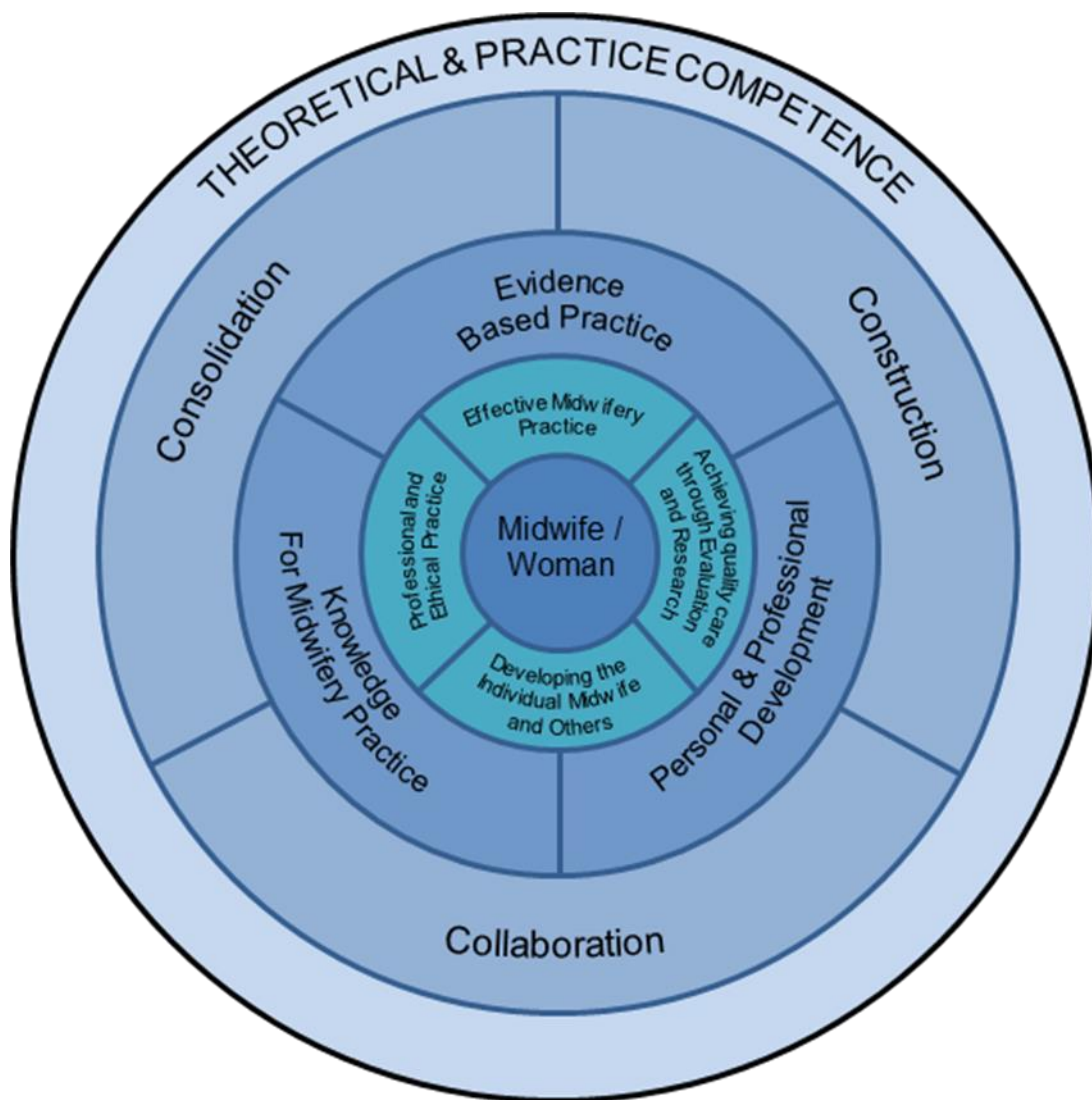 THEORETICAL & PRACTICE COMPETENCE
Consolidation
Construction
Collaboration
Evidence
Based Practice
Knowledge
For Midwifery Practice
Personal & Professional
Development
Effective Midwifery
Practice
Professional and
Ethical Practice
Achieving quality care
through Evaluation
and Research
Developing the
Individual Midwife
and Others
Midwife /
Woman